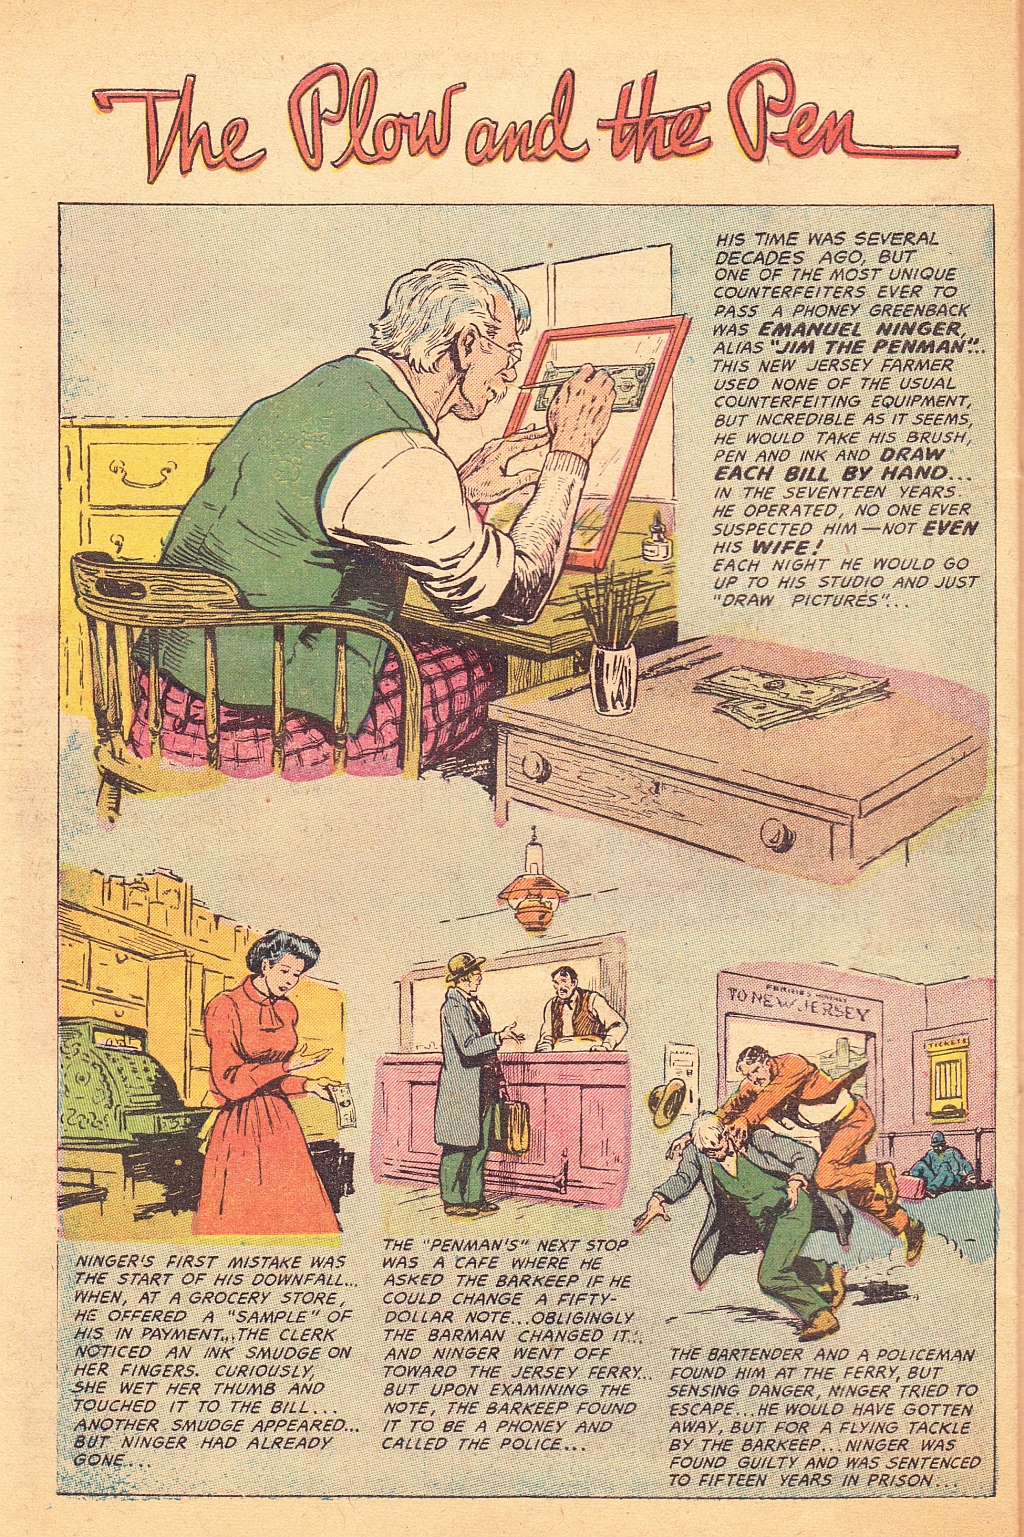 The Plow and the Pen
HIS TIME WAS SEVERAL
DECADES AGO, BUT
ONE OF THE MOST UNIQUE
COUNTERFEITERS EVER TO
PASS A PHONEY GREENBACK
WAS EMANUEL NINGER,
ALIAS "JIM THE PENMAN"...
THIS NEW JERSEY FARMER
USED NONE OF THE USUAL
COUNTERFEITING EQUIPMENT,
BUT INCREDIBLE AS IT SEEMS,
HE WOULD TAKE HIS BRUSH,
PEN AND INK AND DRAW
EACH BILL BY HAND...
IN THE SEVENTEEN YEARS
HE OPERATED, NO ONE EVER
SUSPECTED HIM—NOT EVEN
HIS WIFE!
EACH NIGHT HE WOULD GO
UP TO HIS STUDIO AND JUST
"DRAW PICTURES"...
NINGER'S FIRST MISTAKE WAS
THE START OF HIS DOWNFALL...
WHEN, AT A GROCERY STORE,
HE OFFERED A "SAMPLE" OF
HIS IN PAYMENT...THE CLERK
NOTICED AN INK SMUDGE ON
HER FINGERS. CURIOUSLY,
SHE WET HER THUMB AND
TOUCHED IT TO THE BILL...
ANOTHER SMUDGE APPEARED...
BUT NINGER HAD ALREADY
GONE...
THE "PENMAN'S" NEXT STOP
WAS A CAFE WHERE HE
ASKED THE BARKEEP IF HE
COULD CHANGE A FIFTY-
DOLLAR NOTE...OBLIGINGLY
THE BARMAN CHANGED IT...
AND NINGER WENT OFF
TOWARD THE JERSEY FERRY...
BUT UPON EXAMINING THE
NOTE, THE BARKEEP FOUND
IT TO BE A PHONEY AND
CALLED THE POLICE...
TO NEW JERSEY
TICKETS
THE BARTENDER AND A POLICEMAN
FOUND HIM AT THE FERRY, BUT
SENSING DANGER, NINGER TRIED TO
ESCAPE...HE WOULD HAVE GOTTEN
AWAY, BUT FOR A FLYING TACKLE
BY THE BARKEEP...NINGER WAS
FOUND GUILTY AND WAS SENTENCED
TO FIFTEEN YEARS IN PRISON...